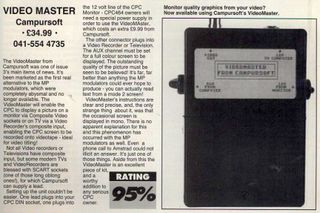 VIDEO MASTER
Campursoft
· £34.99 ·
041-554 4735
The VideoMaster from
Campursoft was one of issue
3's main items of news. It's
been marketed as the first real
alternative to the MP
modulators, which were
completely abysmal and no
longer available. The
VideoMaster will enable the
CPC to display a picture on a
monitor via Composite Video
sockets or on TV via a Video
Recorder's composite input,
enabling the CPC screen to be
recorded onto videotape - ideal
for video titling!
Not all Video recorders or
Televisions have composite
input, but some modern TVs
and VideoRecorders are
blessed with SCART sockets
(one of those long oblong
ones!), for which Campursoft
can supply a lead.
Setting up the unit couldn't be
easier. One lead plugs into your
CPC DIN socket, one plugs into
the 12 volt line of the CPC
Monitor - CPC464 owners will
need a special power supply in
order to use the VideoMaster,
which costs an extra £9.99 from
Campursoft.
The other connector plugs into
a Video Recorder or Television.
The AUX channel must be set
for a full colour screen to be
displayed. The outstanding
quality of the picture must be
seen to be believed! It's far, far
better than anything the MP
modulators could ever hope to
produce - you can actually read
text from a mode 2 screen!
VideoMaster's instructions are
clear and precise, and, the only
strange thing about it, was that
the occasional screen is
displayed in mono. There is no
apparent explanation for this
and this phenomenon has
occurred with the MP
modulators as well. Even a
phone call to Amstrad could not
illicit an answer. It's just one of
those things. Aside from this the
VideoMaster is an excellent
piece of kit,
and a
worthy
addition to
any serious
CPC
owner.
RATING
95%
Monitor quality graphics from your video?
Now available using Campursoft's VideoMaster.
VIDEOMASTER
FROM CAMPURSOFT